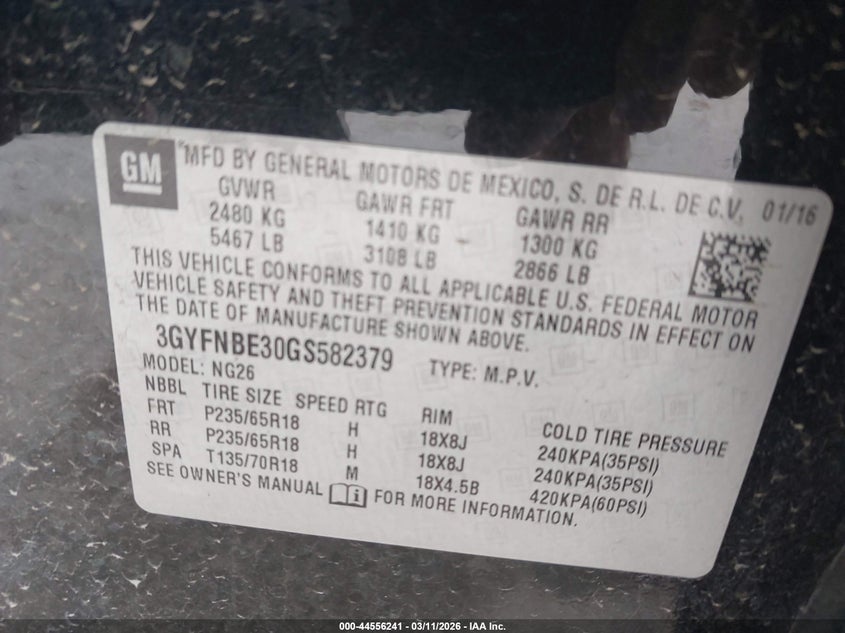 GM
MFD BY GENERAL MOTORS DE MEXICO, S. DE R.L. DE C.V. 01/16
GVWR GAWR FRT GAWR RR
2480 KG 1410 KG 1300 KG
5467 LB 3108 LB 2866 LB
THIS VEHICLE CONFORMS TO ALL APPLICABLE U.S. FEDERAL MOTOR
VEHICLE SAFETY AND THEFT PREVENTION STANDARDS IN EFFECT ON
THE DATE OF MANUFACTURE SHOWN ABOVE.
3GYFNBE30GS582379 TYPE: M.P.V.
MODEL: NG26
NBBL TIRE SIZE SPEED RTG RIM COLD TIRE PRESSURE
FRT P235/65R18 H 18X8J 240KPA(35PSI)
RR P235/65R18 H 18X8J 240KPA(35PSI)
SPA T135/70R18 M 18X4.5B 420KPA(60PSI)
SEE OWNER'S MANUAL FOR MORE INFORMATION.
000-44556241 - 03/11/2026 - IAA Inc.